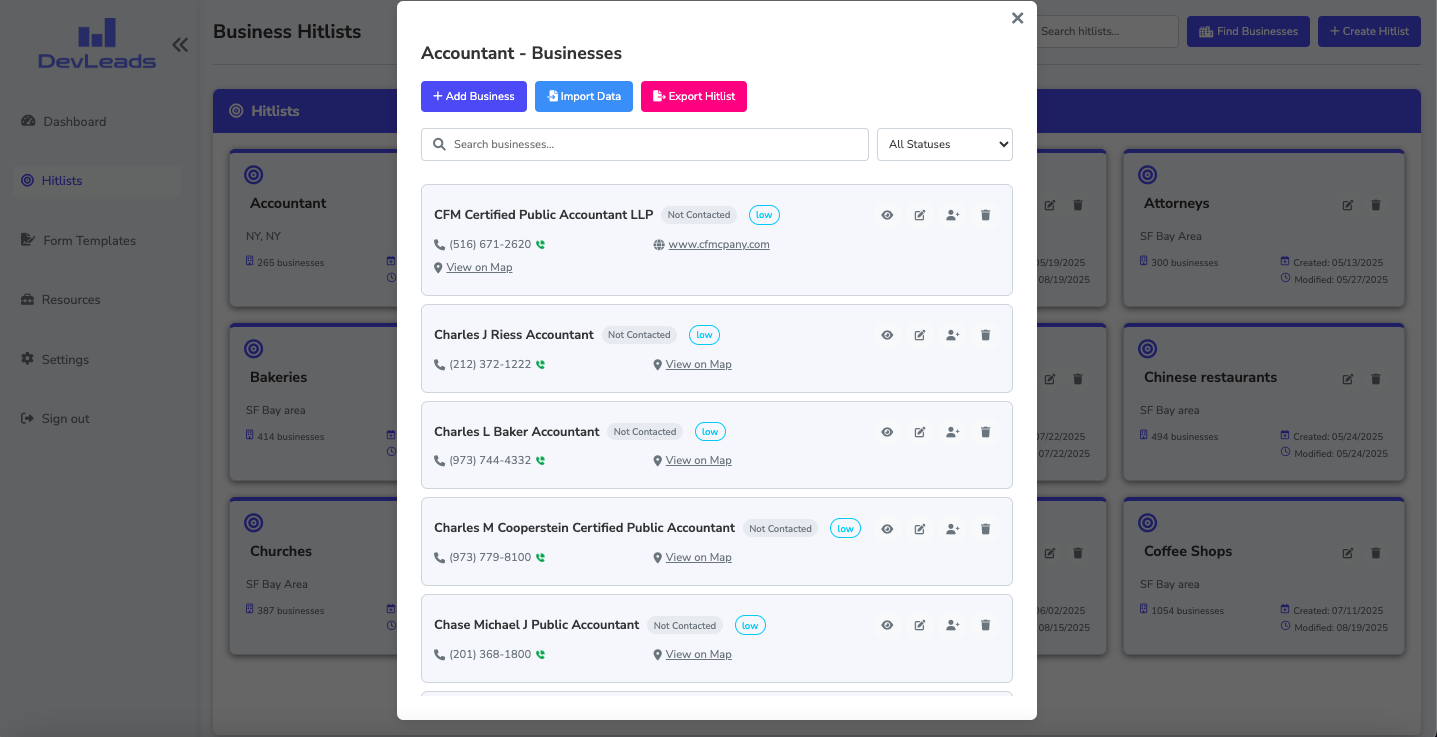 DevLeads
Dashboard
Hitlists
Form Templates
Resources
Settings
Sign out
Business Hitlists
Search hitlists...
Find Businesses
+ Create Hitlist
Hitlists
Accountant
NY, NY
265 businesses
05/19/2025
08/19/2025
Attorneys
SF Bay Area
300 businesses
Created: 05/13/2025
Modified: 05/27/2025
Bakeries
SF Bay area
414 businesses
07/22/2025
07/22/2025
Chinese restaurants
SF Bay area
494 businesses
Created: 05/24/2025
Modified: 05/24/2025
Churches
SF Bay Area
387 businesses
06/02/2025
08/15/2025
Coffee Shops
SF Bay area
1054 businesses
Created: 07/11/2025
Modified: 08/19/2025
Accountant - Businesses
+ Add Business
Import Data
Export Hitlist
Search businesses...
All Statuses
CFM Certified Public Accountant LLP Not Contacted low
(516) 671-2620 www.cfmcpany.com
View on Map
Charles J Riess Accountant Not Contacted low
(212) 372-1222 View on Map
Charles L Baker Accountant Not Contacted low
(973) 744-4332 View on Map
Charles M Cooperstein Certified Public Accountant Not Contacted low
(973) 779-8100 View on Map
Chase Michael J Public Accountant Not Contacted low
(201) 368-1800 View on Map